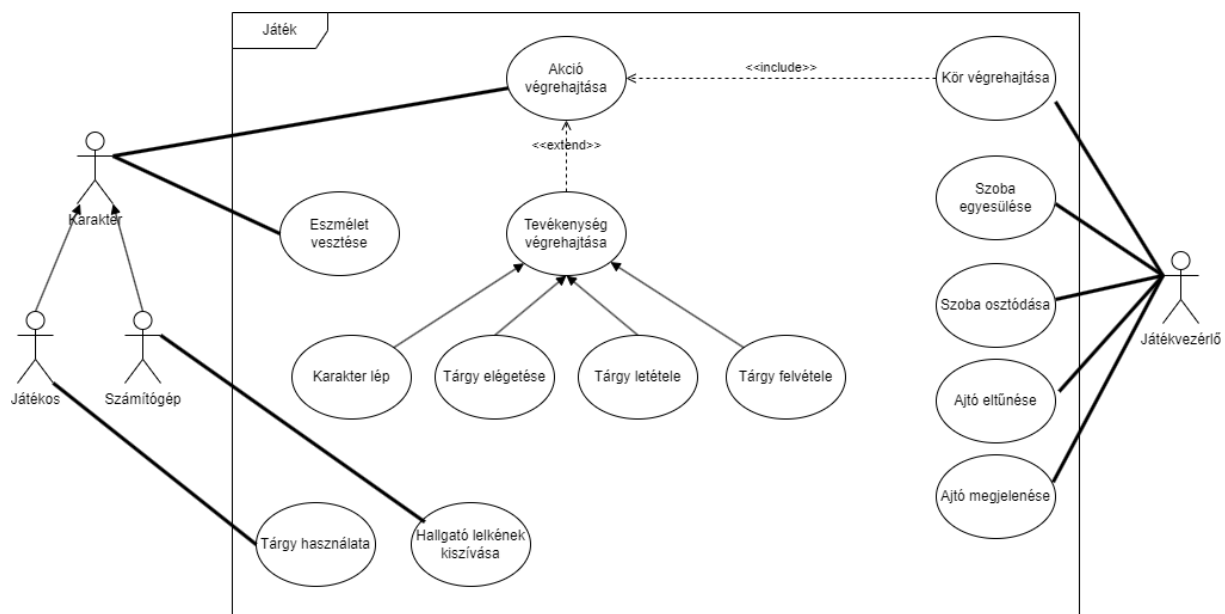 Játék
Akció
végrehajtása
<<include>>
Kör végrehajtása
<<extend>>
Karakter
Eszmélet
vesztése
Tevékenység
végrehajtása
Szoba
egyesülése
Szoba osztódása
Játékvezérlő
Játékos
Számítógép
Karakter lép
Tárgy elégetése
Tárgy letétele
Tárgy felvétele
Ajtó eltűnése
Ajtó megjelenése
Tárgy használata
Hallgató lelkének
kiszívása